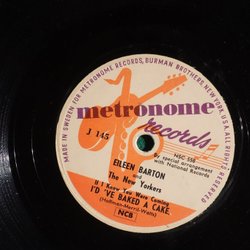 MADE IN SWEDEN FOR METRONOME RECORDS, BURMAN BROTHERS, NEW YORK, U.S.A. ALL RIGHTS RESERVED
metronome
records
J 145
NSC 558
By special arrangement
with National Records
EILEEN BARTON
and
The New Yorkers
If I Knew You Were Coming
I'D 'VE BAKED A CAKE.
(Hoffman-Merril-Watts)
NCB